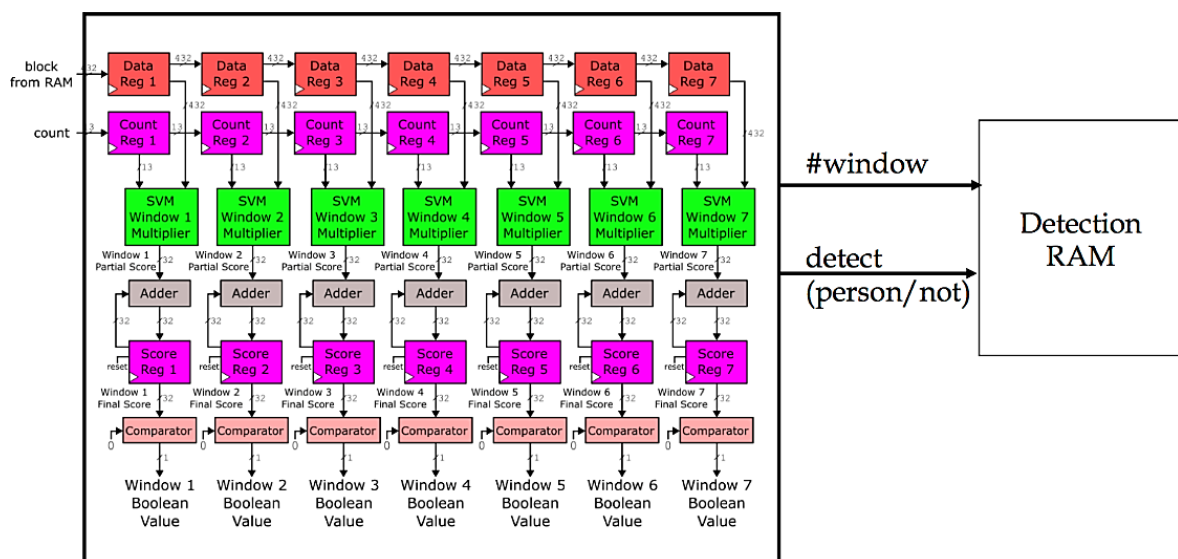 block
from RAM
432
Data
Reg 1
432
Data
Reg 2
432
Data
Reg 3
432
Data
Reg 4
432
Data
Reg 5
432
Data
Reg 6
432
Data
Reg 7
432
432
432
432
432
432
432
count
13
Count
Reg 1
13
Count
Reg 2
13
Count
Reg 3
13
Count
Reg 4
13
Count
Reg 5
13
Count
Reg 6
13
Count
Reg 7
13
13
13
13
13
13
13
SVM
Window 1
Multiplier
SVM
Window 2
Multiplier
SVM
Window 3
Multiplier
SVM
Window 4
Multiplier
SVM
Window 5
Multiplier
SVM
Window 6
Multiplier
SVM
Window 7
Multiplier
Window 1
Partial Score
32
Window 2
Partial Score
32
Window 3
Partial Score
32
Window 4
Partial Score
32
Window 5
Partial Score
32
Window 6
Partial Score
32
Window 7
Partial Score
32
Adder
Adder
Adder
Adder
Adder
Adder
Adder
32
32
32
32
32
32
32
32
32
32
32
32
32
32
reset
Score
Reg 1
reset
Score
Reg 2
reset
Score
Reg 3
reset
Score
Reg 4
reset
Score
Reg 5
reset
Score
Reg 6
reset
Score
Reg 7
Window 1
Final Score
32
Window 2
Final Score
32
Window 3
Final Score
32
Window 4
Final Score
32
Window 5
Final Score
32
Window 6
Final Score
32
Window 7
Final Score
32
0
Comparator
0
Comparator
0
Comparator
0
Comparator
0
Comparator
0
Comparator
0
Comparator
1
1
1
1
1
1
1
Window 1
Boolean
Value
Window 2
Boolean
Value
Window 3
Boolean
Value
Window 4
Boolean
Value
Window 5
Boolean
Value
Window 6
Boolean
Value
Window 7
Boolean
Value
#window
detect
(person/not)
Detection
RAM